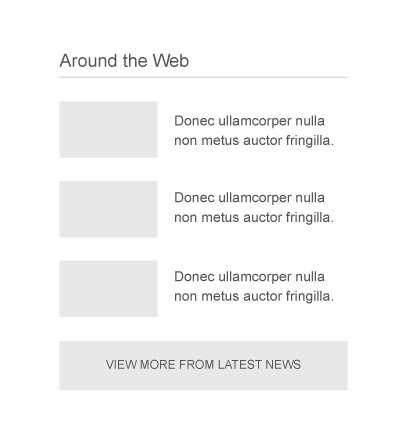 Around the Web
Donec ullamcorper nulla
non metus auctor fringilla.
Donec ullamcorper nulla
non metus auctor fringilla.
Donec ullamcorper nulla
non metus auctor fringilla.
VIEW MORE FROM LATEST NEWS